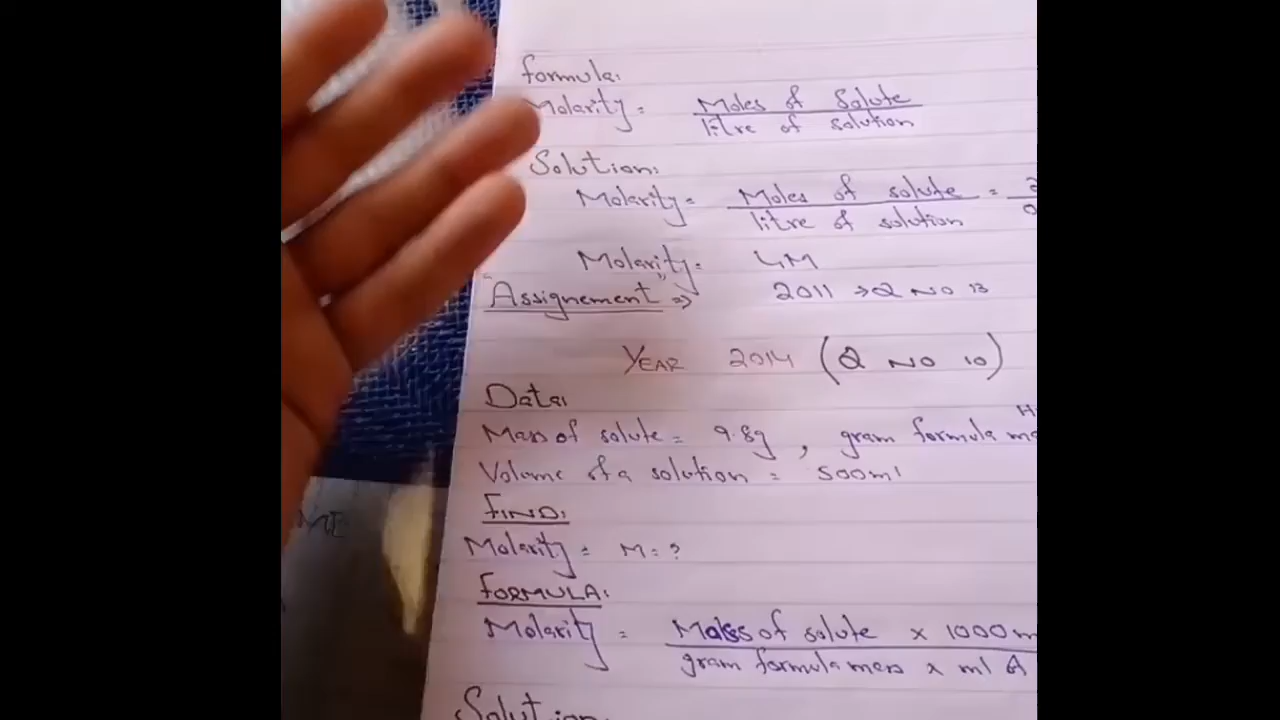 formula:
Molarity = Moles of Solute
litre of solution
Solution:
Molarity = Moles of solute =
litre of solution
Molarity = 4M
Assignement => 2011 → Q NO 13
YEAR 2014 (Q NO 10)
Data:
Mass of solute = 9.8g , gram formula
Volume of a solution = 500ml
FIND:
Molarity = M = ?
FORMULA:
Molarity = Mass of solute x 1000
gram formula mass x ml of
Solution